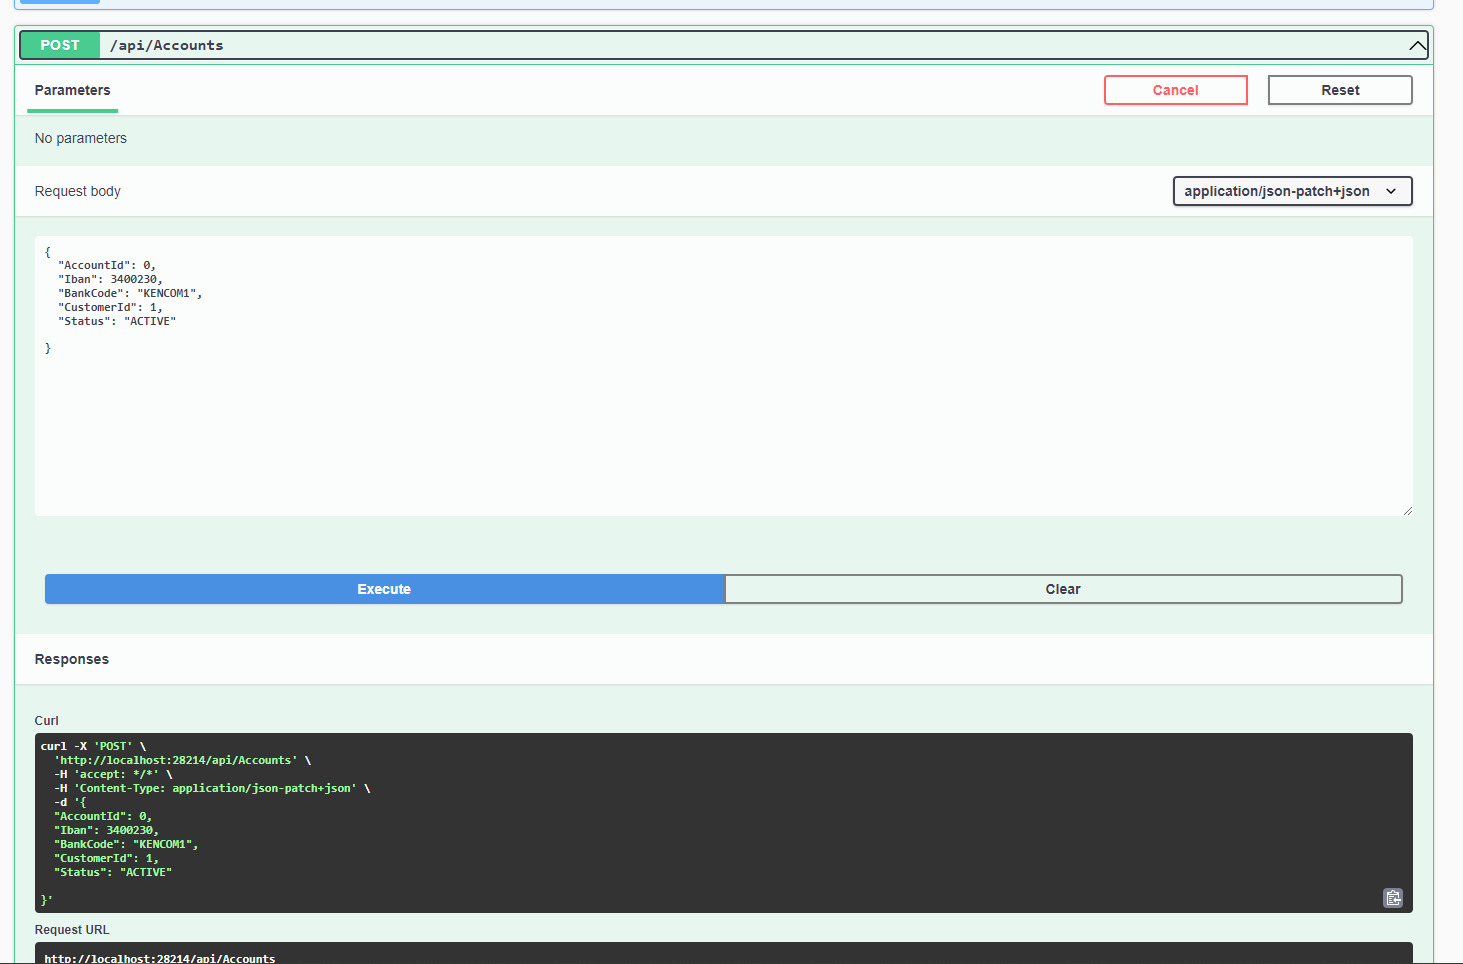 POST /api/Accounts
Parameters
Cancel
Reset
No parameters
Request body
application/json-patch+json
{
  "AccountId": 0,
  "Iban": 3400230,
  "BankCode": "KENCOM1",
  "CustomerId": 1,
  "Status": "ACTIVE"
}
Execute
Clear
Responses
Curl
curl -X 'POST' \
  'http://localhost:28214/api/Accounts' \
  -H 'accept: */*' \
  -H 'Content-Type: application/json-patch+json' \
  -d '{
  "AccountId": 0,
  "Iban": 3400230,
  "BankCode": "KENCOM1",
  "CustomerId": 1,
  "Status": "ACTIVE"
}'
Request URL
http://localhost:28214/api/Accounts